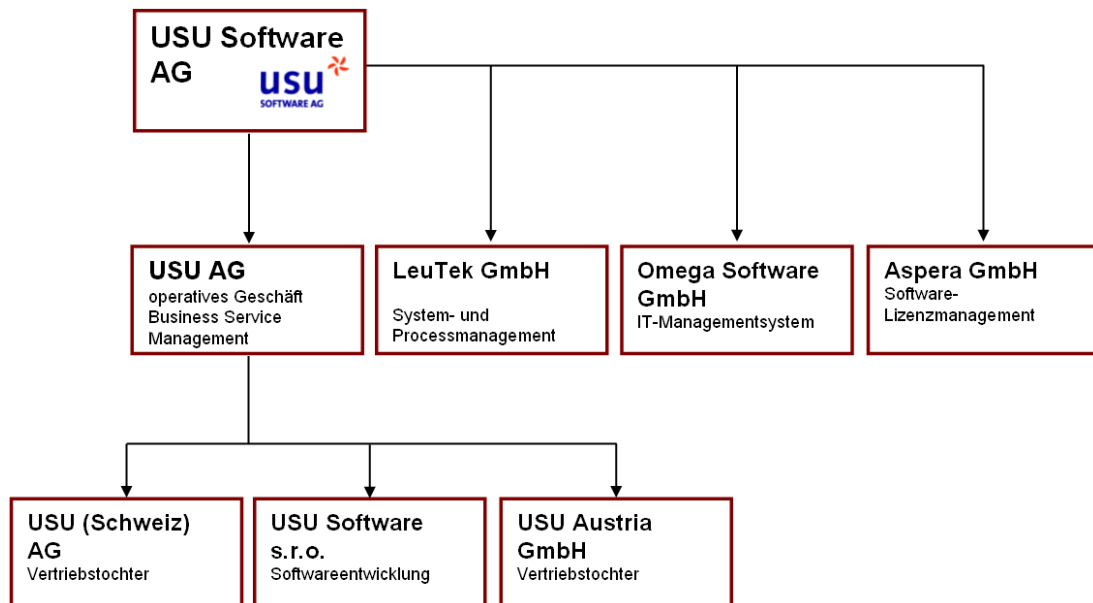 USU Software
AG
usu
SOFTWARE AG
USU AG
operatives Geschäft
Business Service
Management
LeuTek GmbH
System- und
Processmanagement
Omega Software
GmbH
IT-Managementsystem
Aspera GmbH
Software-
Lizenzmanagement
USU (Schweiz)
AG
Vertriebstochter
USU Software
s.r.o.
Softwareentwicklung
USU Austria
GmbH
Vertriebstochter